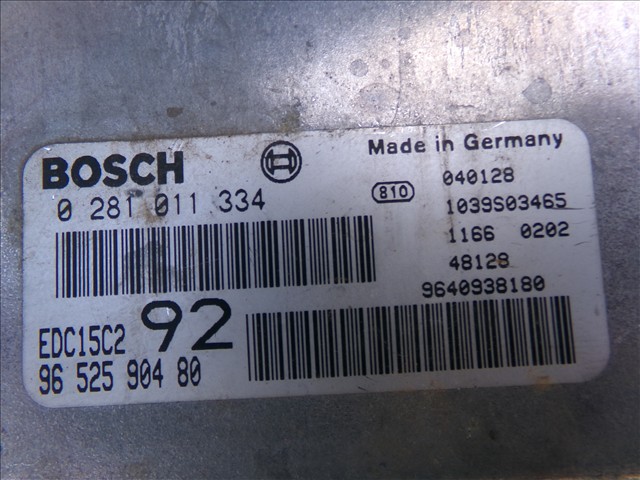 BOSCH
0 281 011 334
EDC15C2 92
96 525 904 80
Made in Germany
810
040128
1039S03465
1166 0202
48128
9640938180